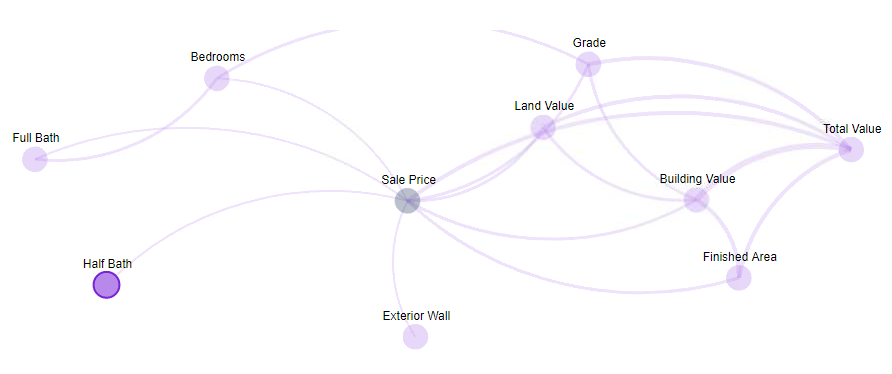 Grade
Bedrooms
Land Value
Total Value
Full Bath
Sale Price
Building Value
Finished Area
Half Bath
Exterior Wall